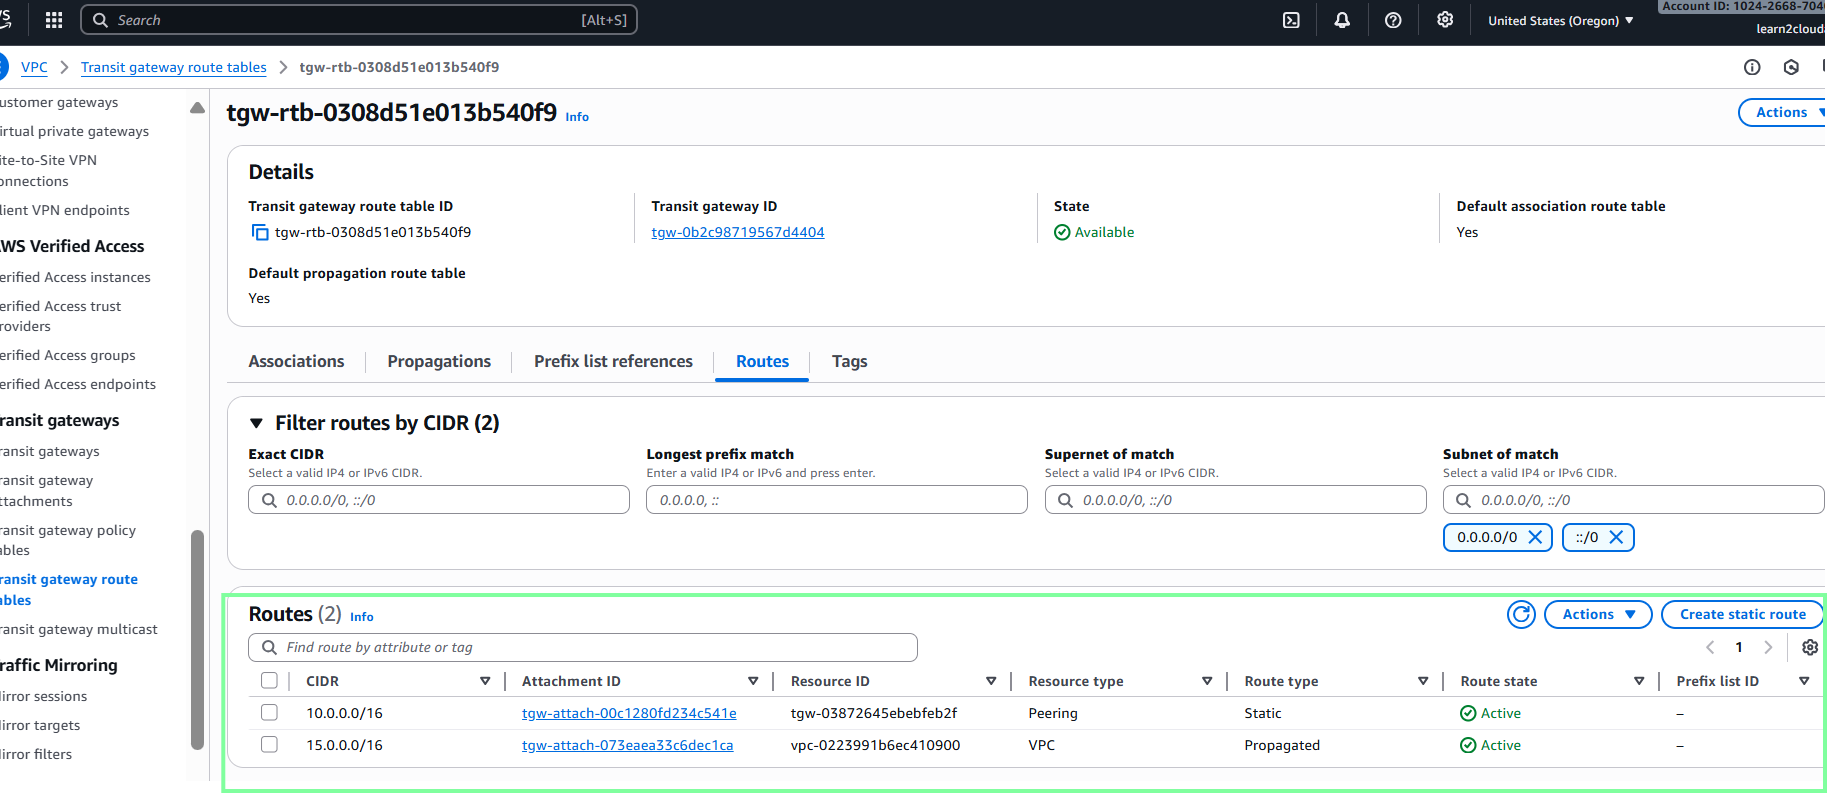 Search [Alt+S] United States (Oregon) Account ID: 1024-2668-704
learn2cloud
VPC > Transit gateway route tables > tgw-rtb-0308d51e013b540f9
ustomer gateways
irtual private gateways
ite-to-Site VPN
onnections
lient VPN endpoints
WS Verified Access
erified Access instances
erified Access trust
roviders
erified Access groups
erified Access endpoints
ransit gateways
ransit gateways
ransit gateway
ttachments
ransit gateway policy
ables
ransit gateway route
ables
ransit gateway multicast
raffic Mirroring
irror sessions
irror targets
irror filters
tgw-rtb-0308d51e013b540f9 Info Actions
Details
Transit gateway route table ID
tgw-rtb-0308d51e013b540f9
Transit gateway ID
tgw-0b2c98719567d4404
State
Available
Default association route table
Yes
Default propagation route table
Yes
Associations Propagations Prefix list references Routes Tags
Filter routes by CIDR (2)
Exact CIDR
Select a valid IP4 or IPv6 CIDR.
0.0.0.0/0, ::/0
Longest prefix match
Enter a valid IP4 or IPv6 and press enter.
0.0.0.0, ::
Supernet of match
Select a valid IP4 or IPv6 CIDR.
0.0.0.0/0, ::/0
Subnet of match
Select a valid IP4 or IPv6 CIDR.
0.0.0.0/0, ::/0
0.0.0.0/0 ::/0
Routes (2) Info Actions Create static route
Find route by attribute or tag 1
CIDR Attachment ID Resource ID Resource type Route type Route state Prefix list ID
10.0.0.0/16 tgw-attach-00c1280fd234c541e tgw-03872645ebebfeb2f Peering Static Active –
15.0.0.0/16 tgw-attach-073eaea33c6dec1ca vpc-0223991b6ec410900 VPC Propagated Active –